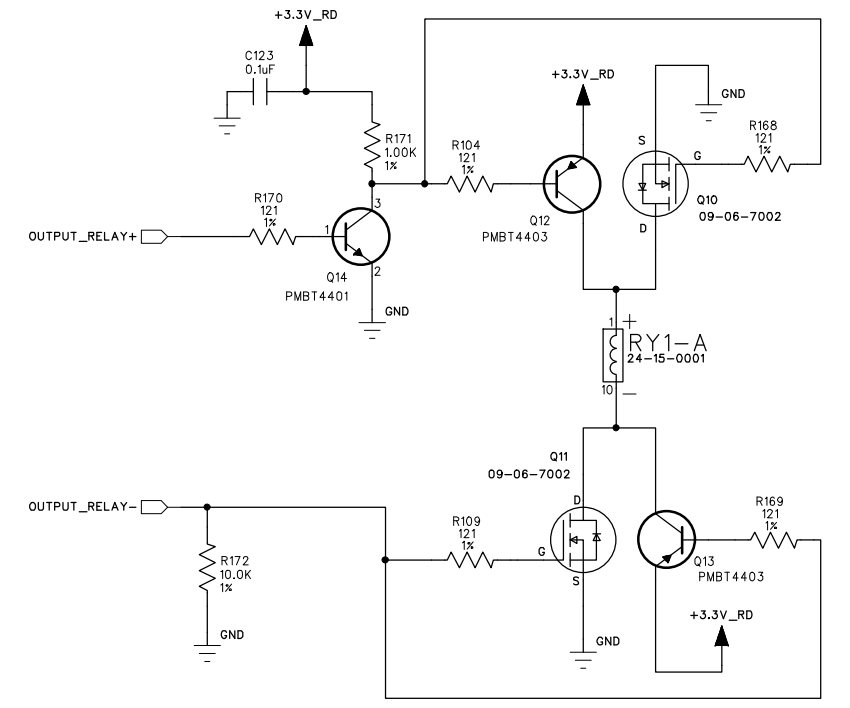 +3.3V_RD
C123
0.1uF
+3.3V_RD
GND
S
R171
1.00K
1%
R104
121
1%
R168
121
1%
G
R170
121
1%
3
Q12
PMBT4403
Q10
09-06-7002
OUTPUT_RELAY+
1
D
Q14
2
PMBT4401
GND
1
+
RY1-A
24-15-0001
10
–
Q11
09-06-7002
OUTPUT_RELAY-
D
R109
121
1%
R169
121
1%
G
R172
10.0K
1%
Q13
PMBT4403
S
+3.3V_RD
GND
GND